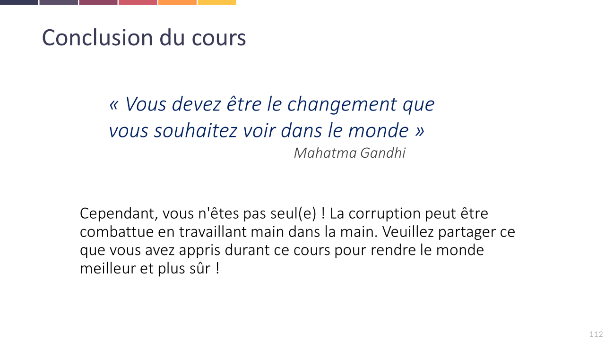 Conclusion du cours
« Vous devez être le changement que
vous souhaitez voir dans le monde »
Mahatma Gandhi
Cependant, vous n'êtes pas seul(e) ! La corruption peut être
combattue en travaillant main dans la main. Veuillez partager ce
que vous avez appris durant ce cours pour rendre le monde
meilleur et plus sûr !
112